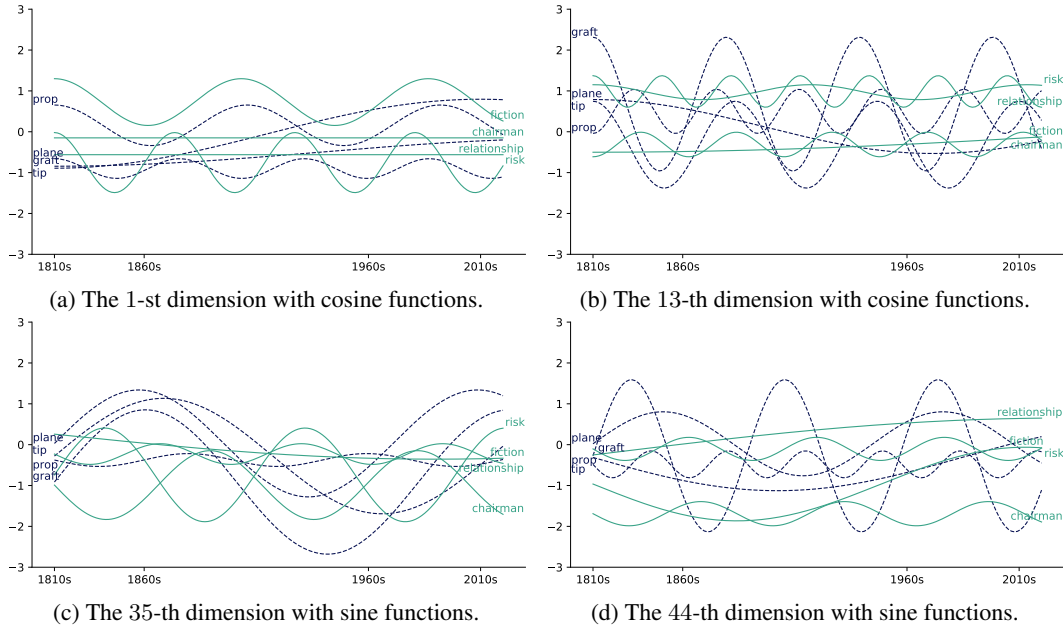 3
2
1
0
−1
−2
−3
prop
plane
graft
tip
fiction
chairman
relationship
risk
1810s 1860s 1960s 2010s
(a) The 1-st dimension with cosine functions.
3
2
1
0
−1
−2
−3
graft
plane
tip
prop
risk
relationship
fiction
chairman
1810s 1860s 1960s 2010s
(b) The 13-th dimension with cosine functions.
3
2
1
0
−1
−2
−3
plane
tip
prop
graft
risk
fiction
relationship
chairman
1810s 1860s 1960s 2010s
(c) The 35-th dimension with sine functions.
3
2
1
0
−1
−2
−3
plane
graft
prop
tip
relationship
fiction
risk
chairman
1810s 1860s 1960s 2010s
(d) The 44-th dimension with sine functions.